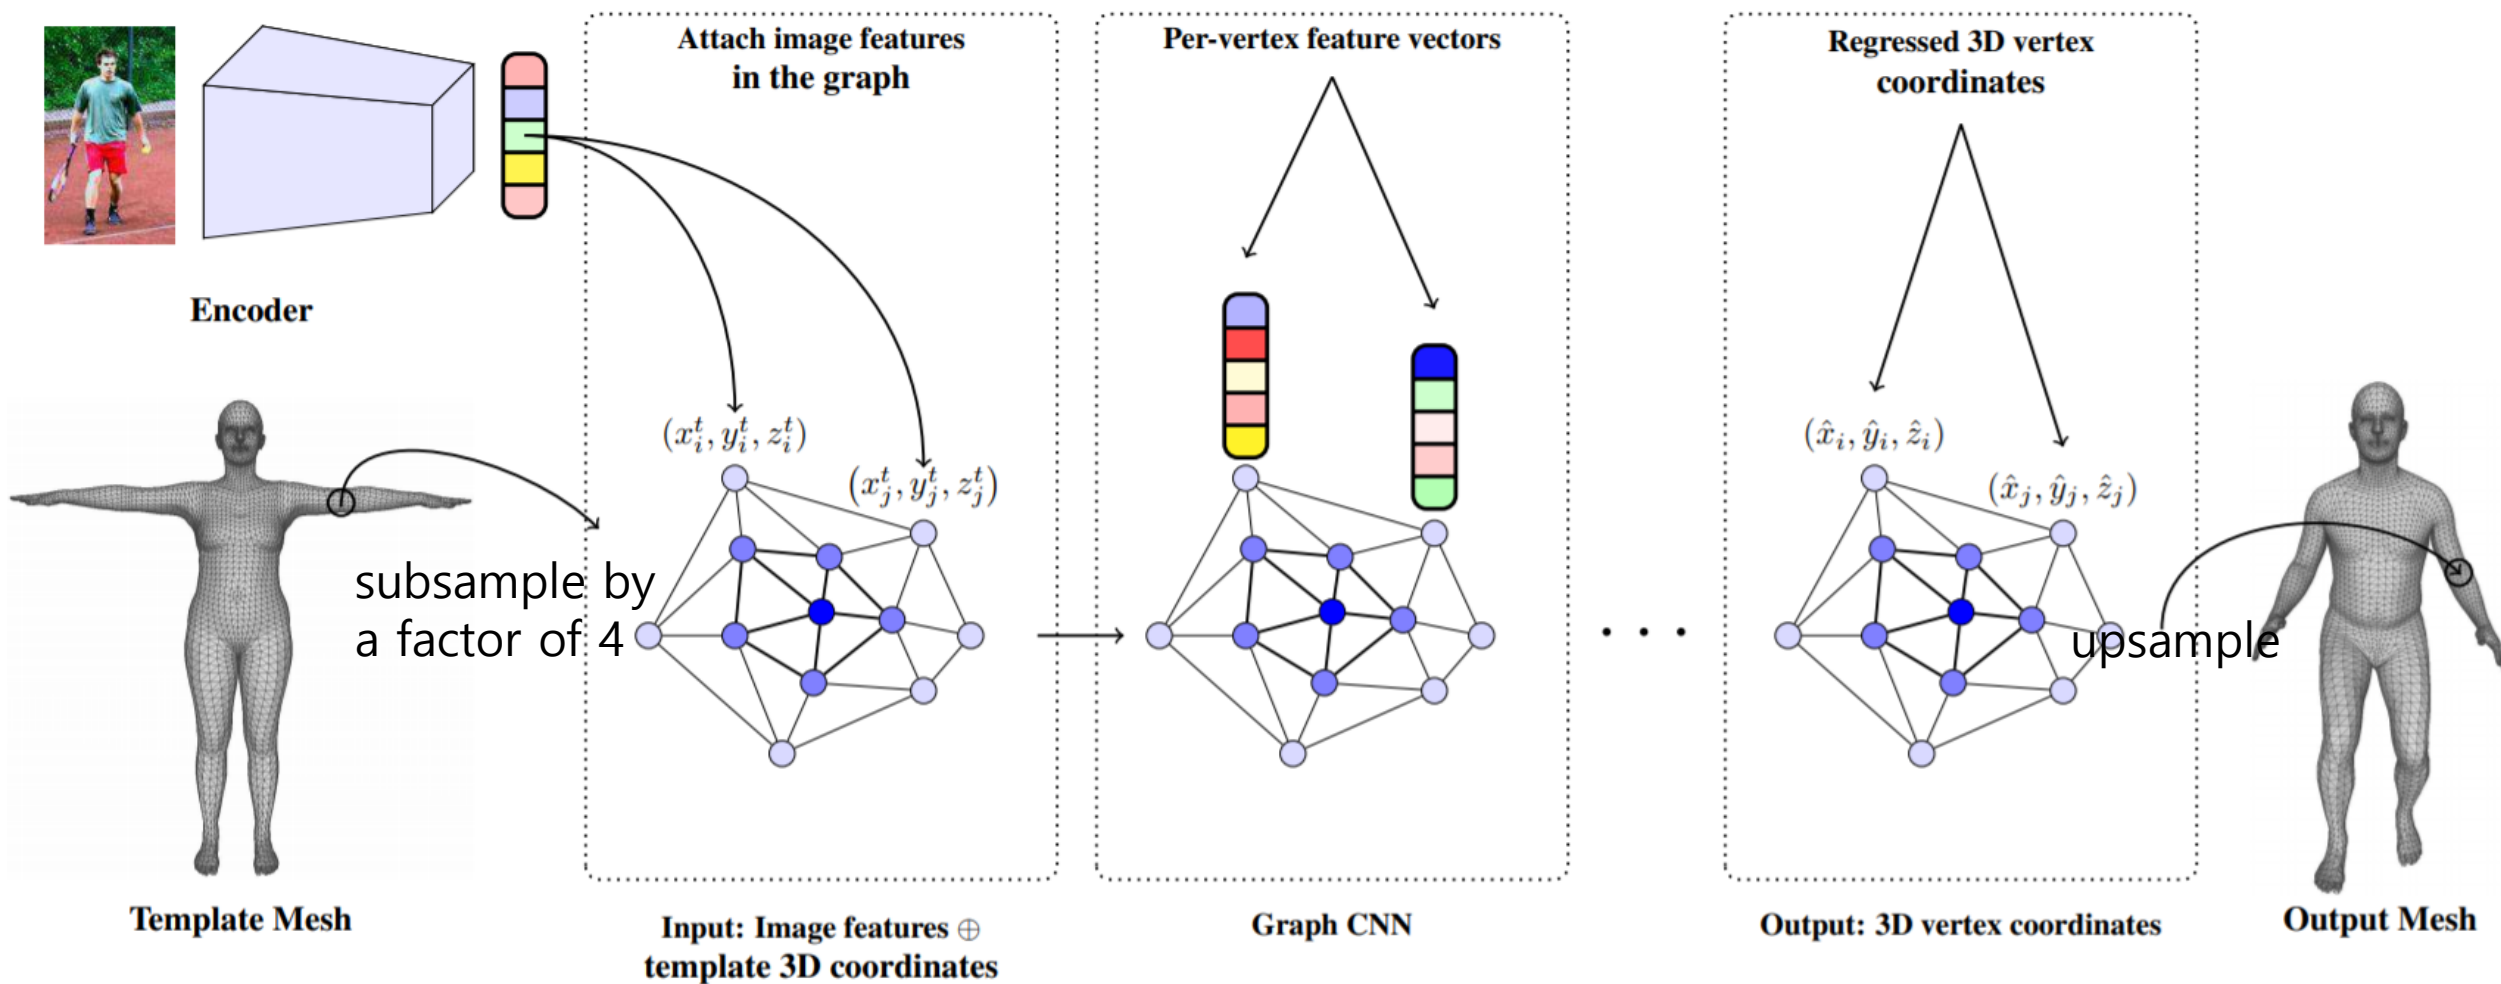 Attach image features
in the graph
Per-vertex feature vectors
Regressed 3D vertex
coordinates
Encoder
(x_i^t, y_i^t, z_i^t)
(x_j^t, y_j^t, z_j^t)
(x̂_i, ŷ_i, ẑ_i)
(x̂_j, ŷ_j, ẑ_j)
subsample by
a factor of 4
upsample
Template Mesh
Input: Image features ⊕
template 3D coordinates
Graph CNN
Output: 3D vertex coordinates
Output Mesh